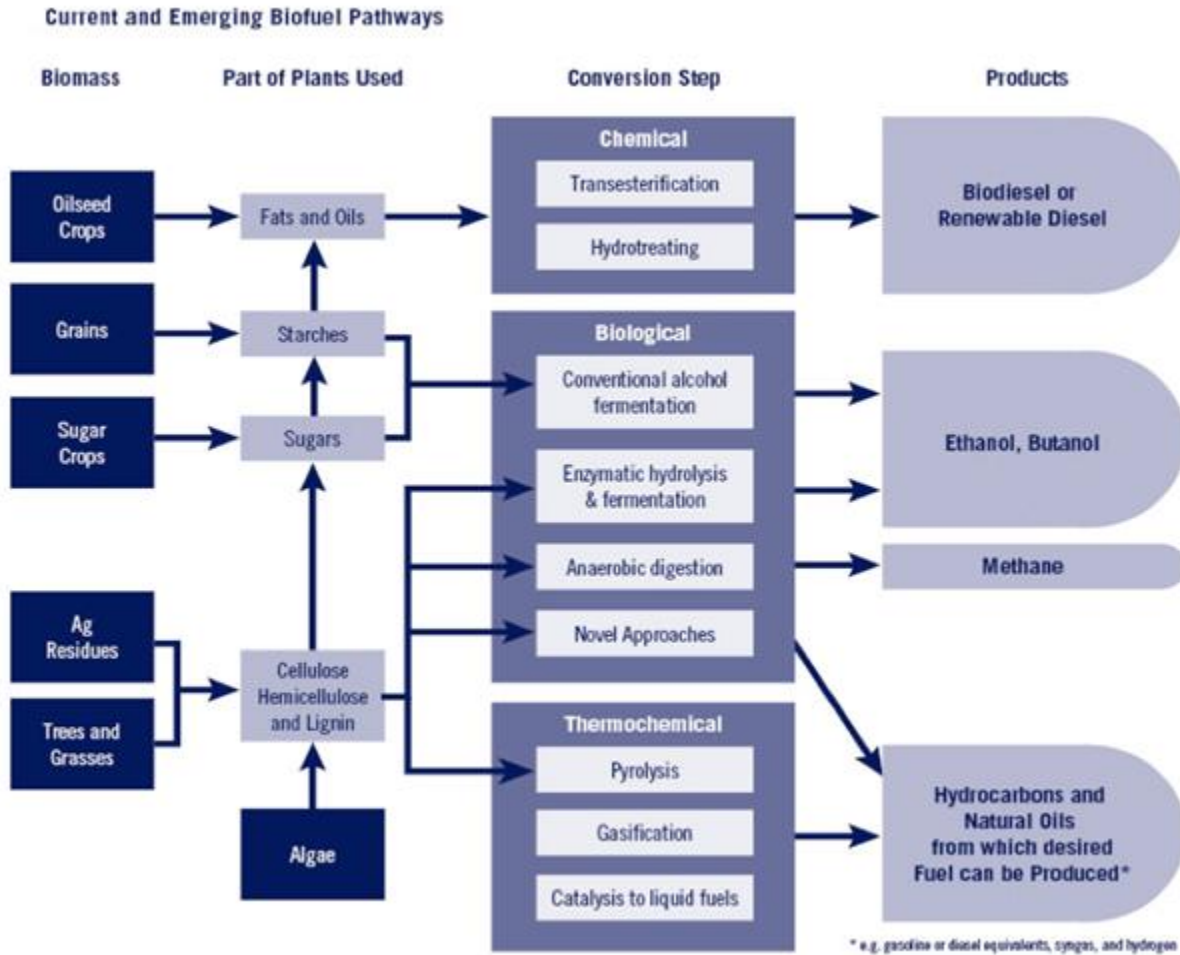 Current and Emerging Biofuel Pathways
Biomass
Part of Plants Used
Conversion Step
Products
Oilseed
Crops
Fats and Oils
Chemical
Transesterification
Hydrotreating
Biodiesel or
Renewable Diesel
Grains
Starches
Sugar
Crops
Sugars
Biological
Conventional alcohol
fermentation
Enzymatic hydrolysis
& fermentation
Anaerobic digestion
Novel Approaches
Ethanol, Butanol
Methane
Ag
Residues
Trees and
Grasses
Cellulose
Hemicellulose
and Lignin
Algae
Thermochemical
Pyrolysis
Gasification
Catalysis to liquid fuels
Hydrocarbons and
Natural Oils
from which desired
Fuel can be Produced*
* e.g. gasoline or diesel equivalents, syngas, and hydrogen